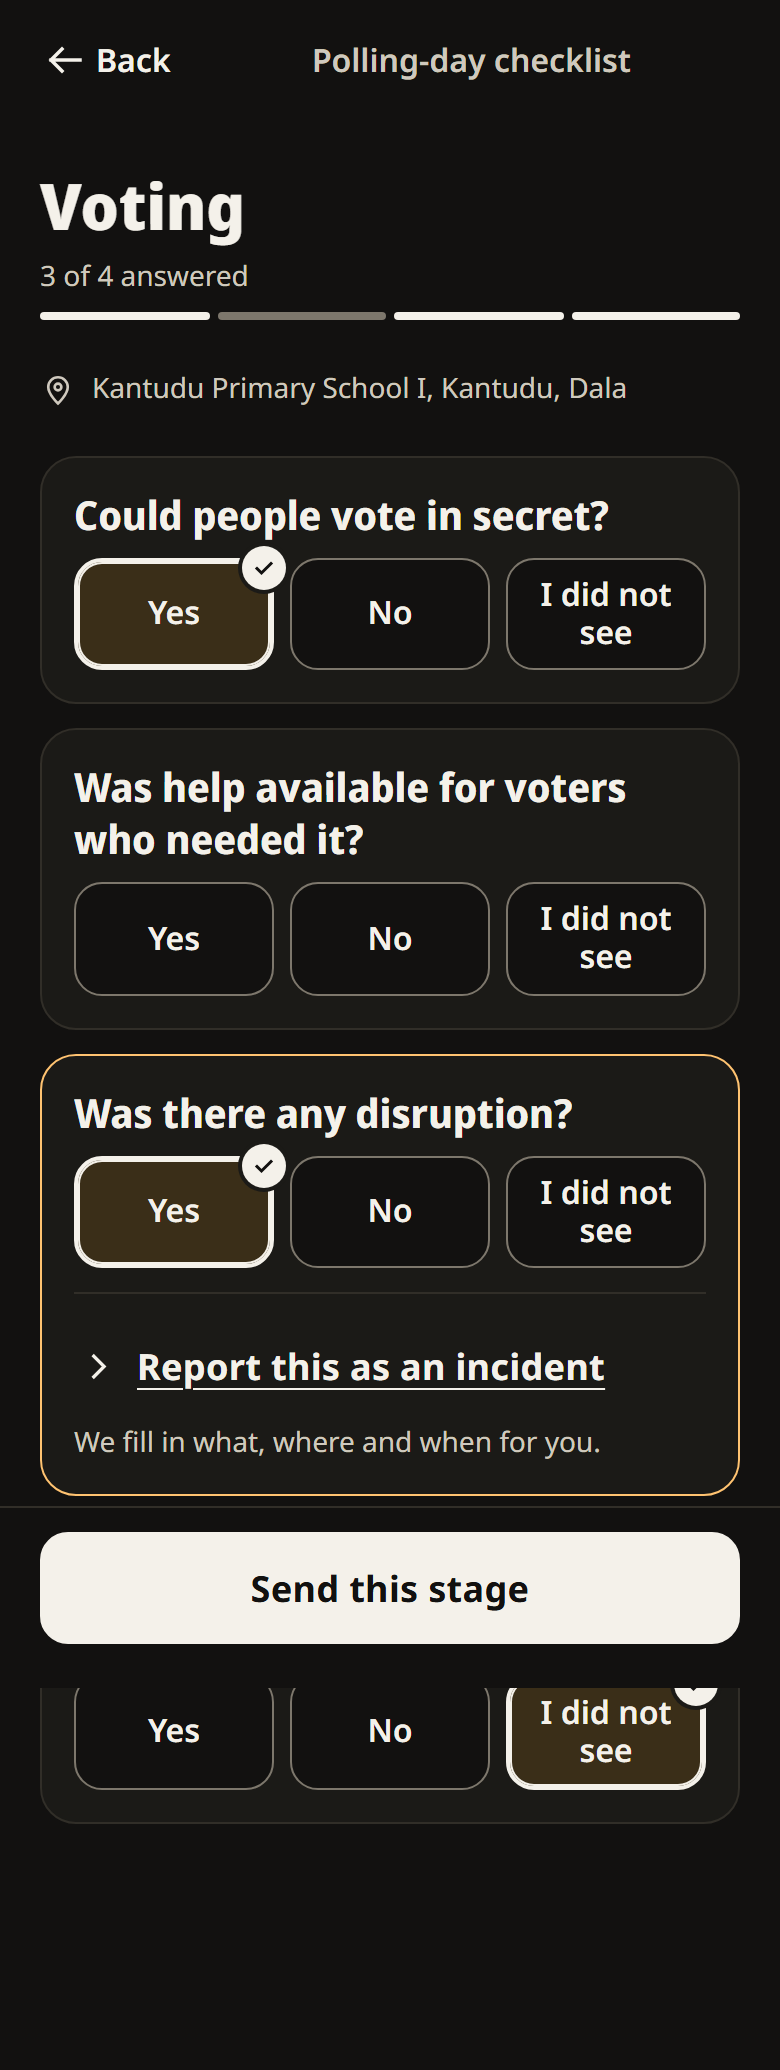 Back
Polling-day checklist
Voting
3 of 4 answered
Kantudu Primary School I, Kantudu, Dala
Could people vote in secret?
Yes
No
I did not
see
Was help available for voters
who needed it?
Yes
No
I did not
see
Was there any disruption?
Yes
No
I did not
see
Report this as an incident
We fill in what, where and when for you.
Send this stage
Yes
No
I did not
see